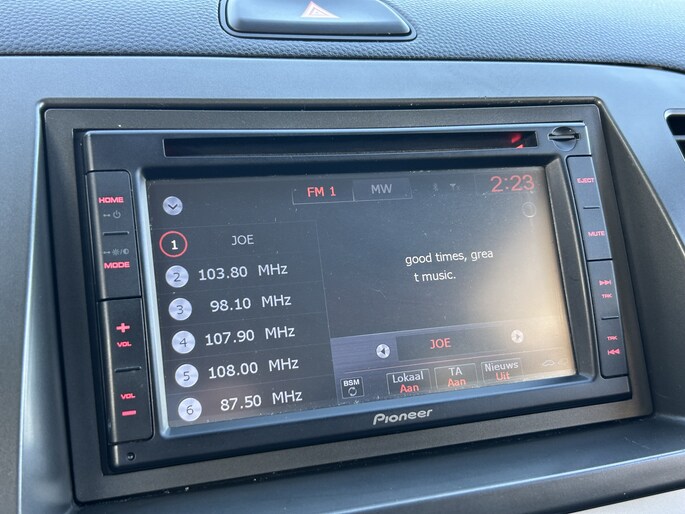 FM 1 MW 2:23
1 JOE
2 103.80 MHz
3 98.10 MHz
4 107.90 MHz
5 108.00 MHz
6 87.50 MHz
good times, grea
t music.
JOE
BSM
Lokaal
Aan
TA
Aan
Nieuws
Uit
HOME
MODE
+
VOL
VOL
−
EJECT
MUTE
TRK
TRK
Pioneer